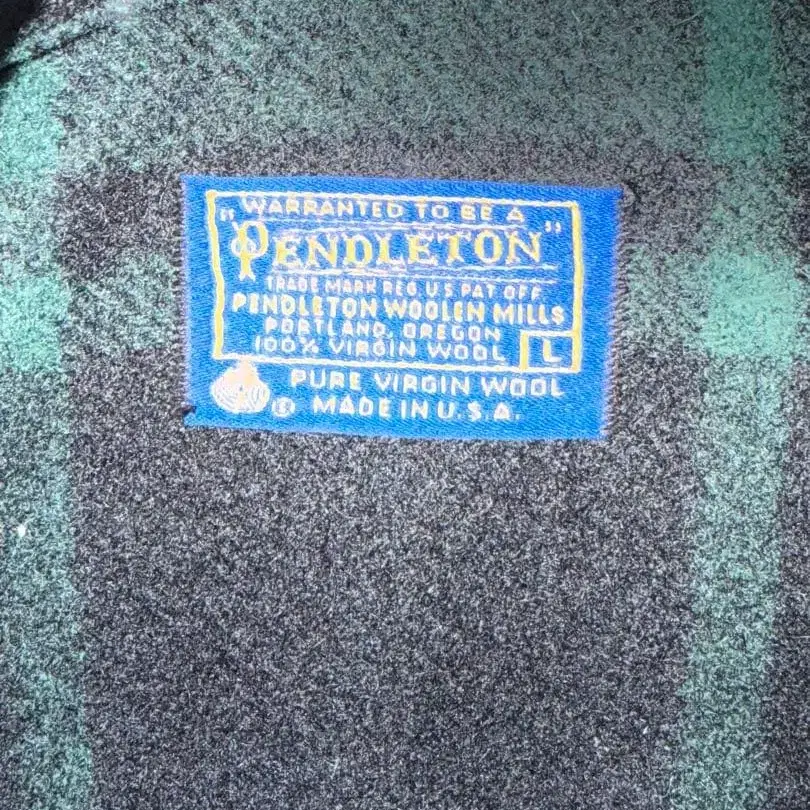 WARRANTED TO BE A
"PENDLETON"
TRADE MARK REG US PAT OFF
PENDLETON WOOLEN MILLS
PORTLAND, OREGON
100% VIRGIN WOOL L
PURE VIRGIN WOOL
® MADE IN U.S.A.